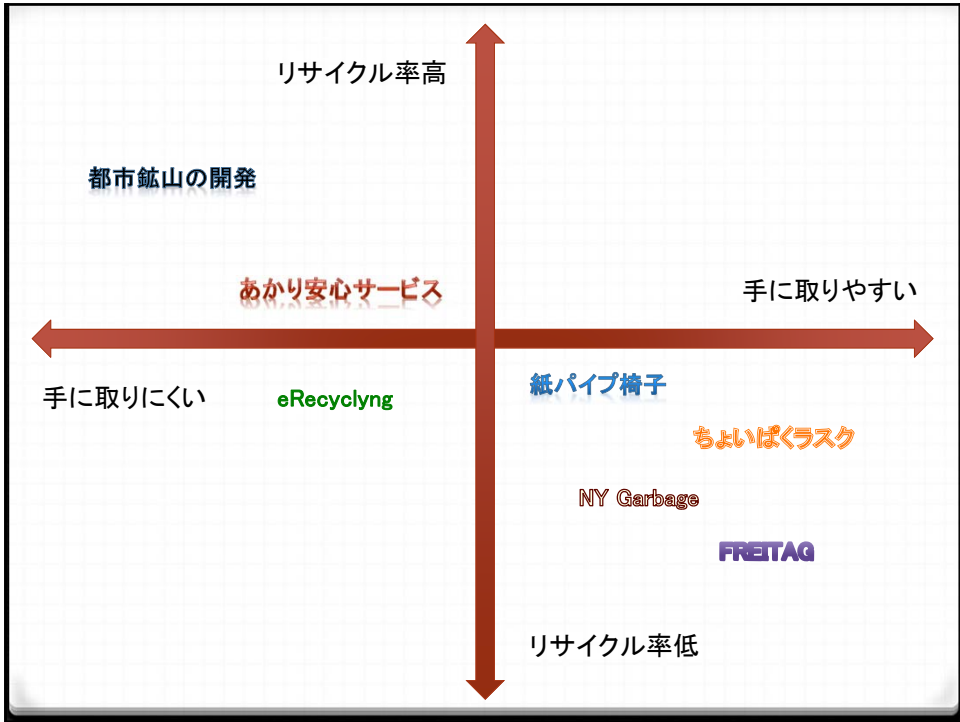 リサイクル率高
都市鉱山の開発
あかり安心サービス
手に取りやすい
手に取りにくい
eRecyclyng
紙パイプ椅子
ちょいぱくラスク
NY Garbage
FREITAG
リサイクル率低